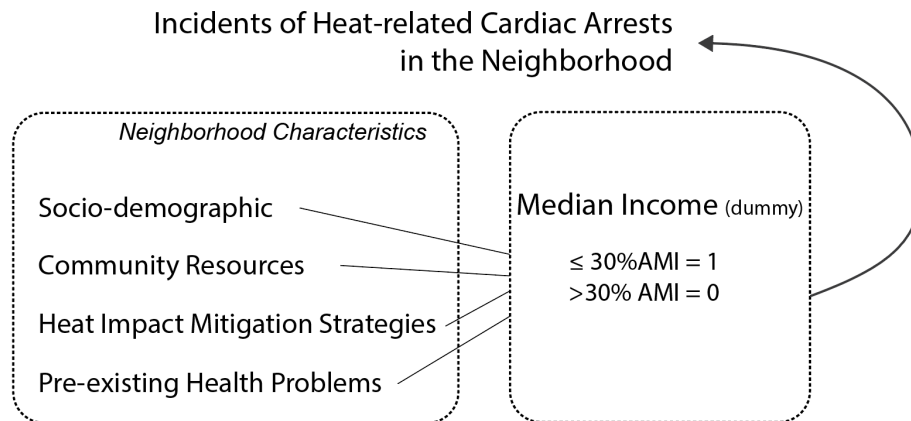 Incidents of Heat-related Cardiac Arrests
in the Neighborhood
Neighborhood Characteristics
Socio-demographic
Community Resources
Heat Impact Mitigation Strategies
Pre-existing Health Problems
Median Income (dummy)
≤ 30%AMI = 1
>30% AMI = 0